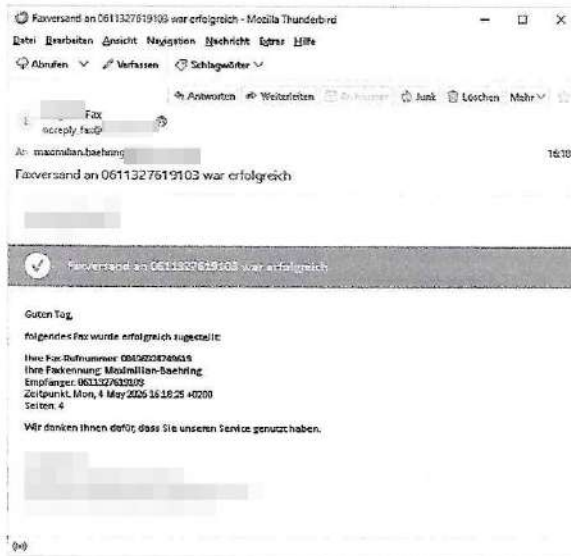 Faxversand an 0611327619103 war erfolgreich - Mozilla Thunderbird
Datei Bearbeiten Ansicht Navigation Nachricht Extras Hilfe
Abrufen Verfassen Schlagwörter
Antworten Weiterleiten Archivieren Junk Löschen Mehr
Fax
noreply.fax@
An maximilian.baehring
16:18
Faxversand an 0611327619103 war erfolgreich
Faxversand an 0611327619103 war erfolgreich
Guten Tag,
folgendes Fax wurde erfolgreich zugestellt:
Ihre Fax-Rufnummer:
Ihre Faxkennung: Maximilian-Baehring
Empfänger: 0611327619103
Zeitpunkt: Mon, 4 May 2026 16:18:25 +0200
Seiten: 4
Wir danken Ihnen dafür, dass Sie unseren Service genutzt haben.